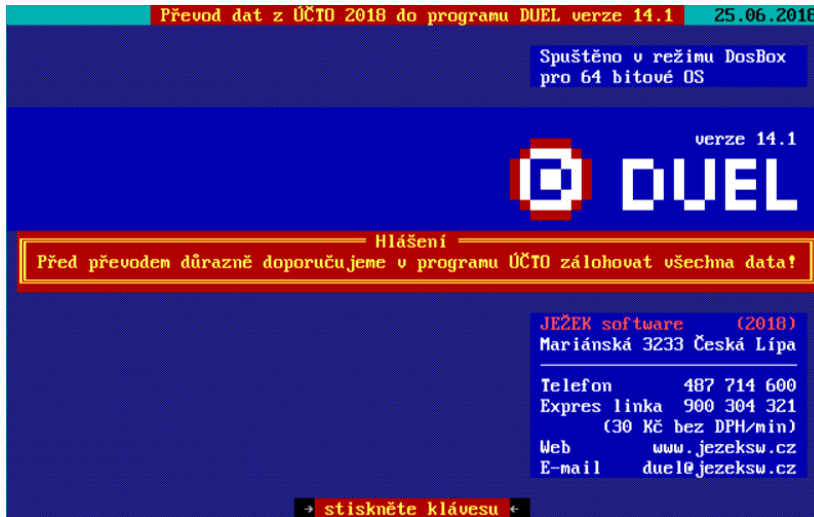 Převod dat z ÚČTO 2018 do programu DUEL verze 14.1 25.06.2018
Spuštěno v režimu DosBox
pro 64 bitové OS
verze 14.1
DUEL
Hlášení
Před převodem důrazně doporučujeme v programu ÚČTO zálohovat všechna data!
JEŽEK software (2018)
Mariánská 3233 Česká Lípa
Telefon 487 714 600
Expres linka 900 304 321
(30 Kč bez DPH/min)
Web www.jezeksw.cz
E-mail duel@jezeksw.cz
→ stiskněte klávesu ←